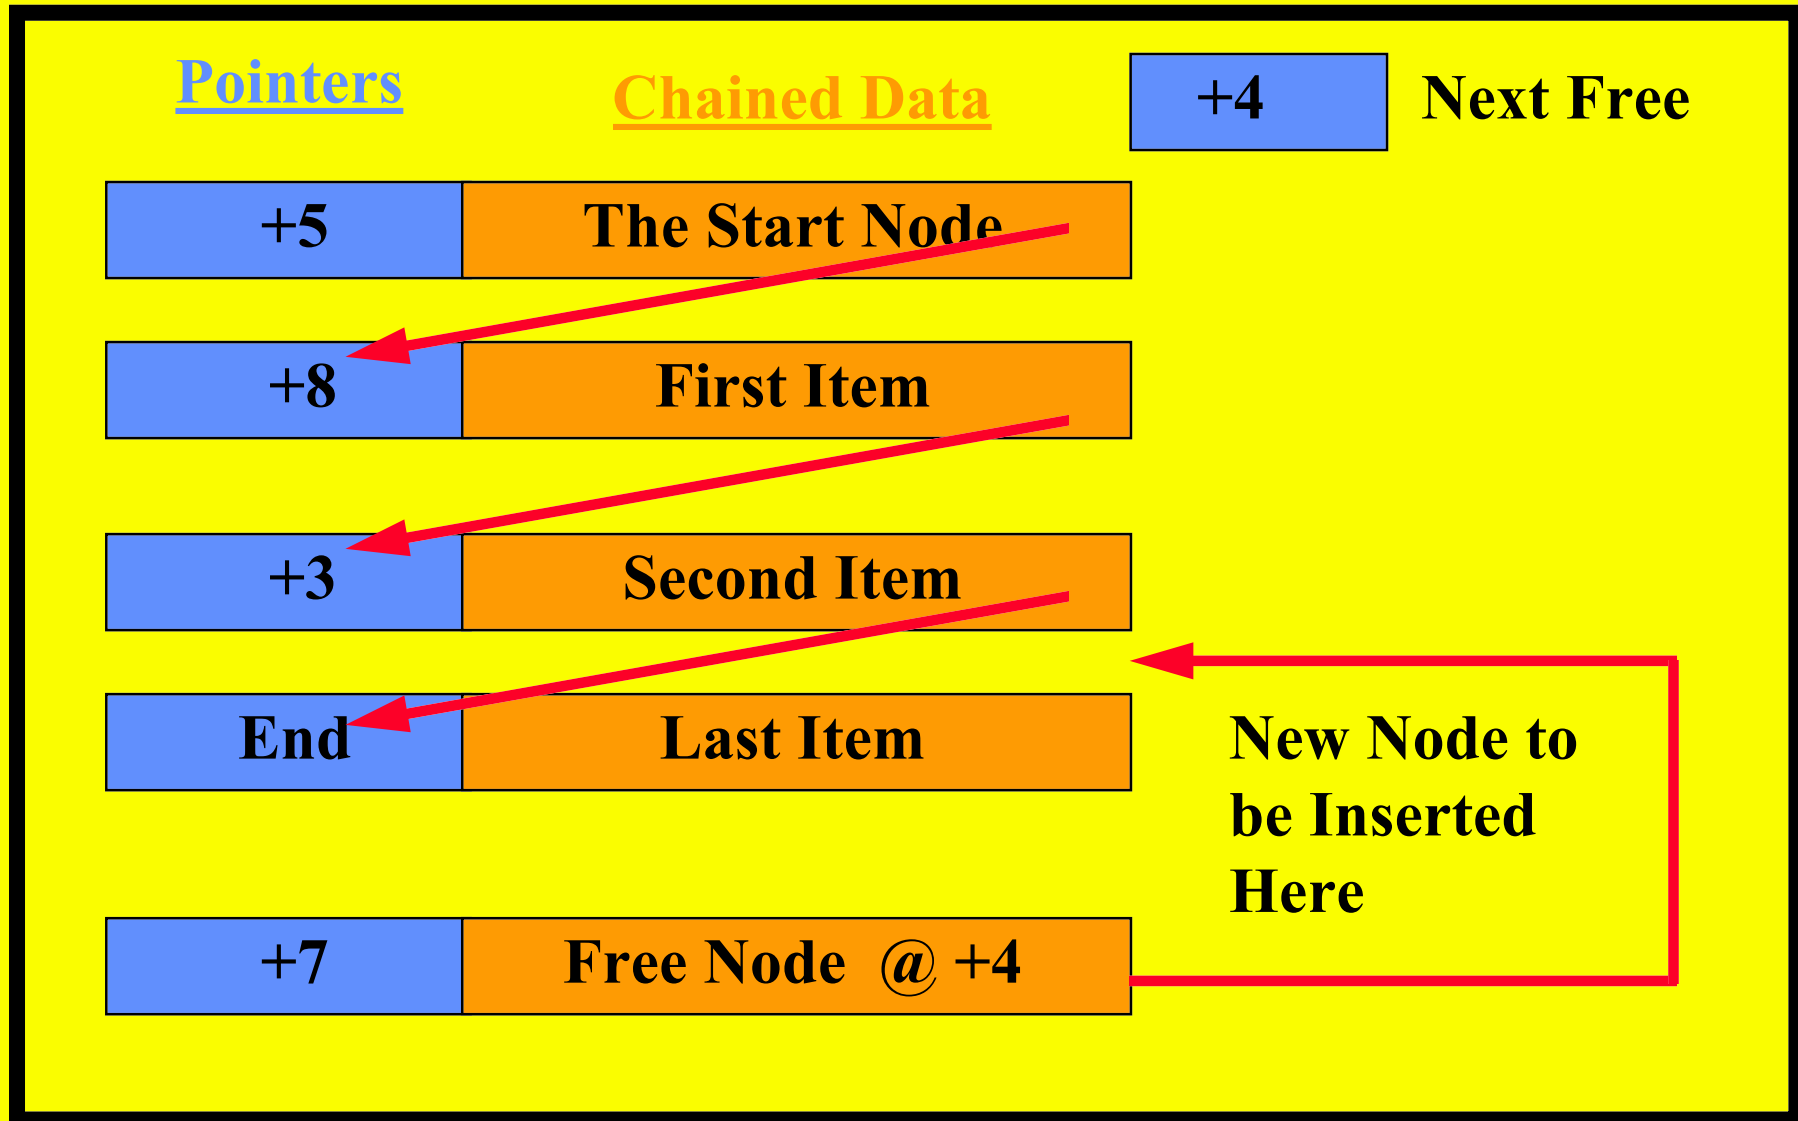 Pointers
Chained Data
+4
Next Free
+5
The Start Node
+8
First Item
+3
Second Item
End
Last Item
New Node to
be Inserted
Here
+7
Free Node @ +4